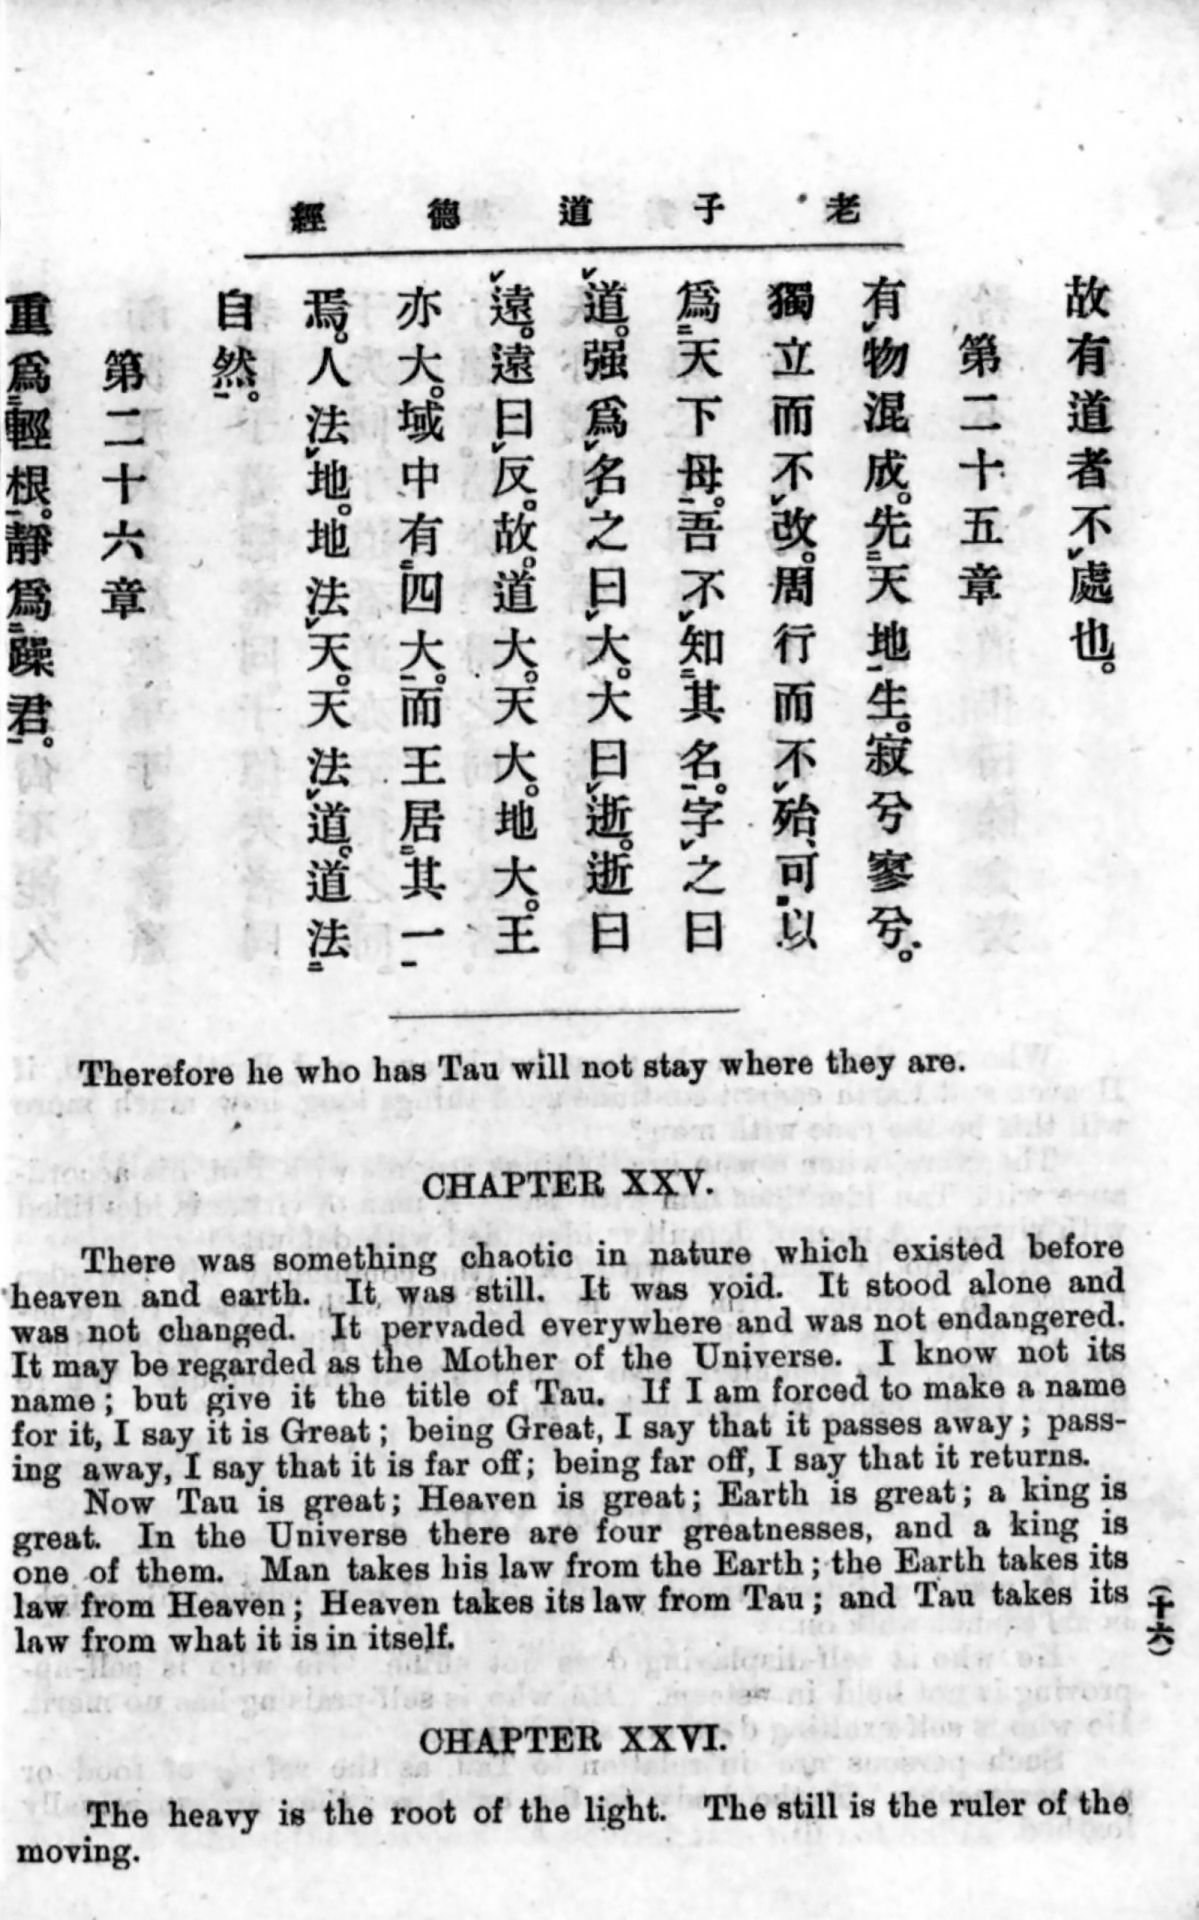 老子道德經
故有道者不處也。
第二十五章
有物混成。先天地生。寂兮寥兮。
獨立而不改。周行而不殆、可以
爲天下母。吾不知其名。字之曰
道。强爲名之曰大。大曰逝。逝曰
遠。遠曰反。故。道大。天大。地大。王
亦大。域中有四大。而王居其一
焉。人法地。地法天。天法道。道法
自然。
第二十六章
重爲輕根。靜爲躁君。
Therefore he who has Tau will not stay where they are.
CHAPTER XXV.
There was something chaotic in nature which existed before
heaven and earth. It was still. It was void. It stood alone and
was not changed. It pervaded everywhere and was not endangered.
It may be regarded as the Mother of the Universe. I know not its
name; but give it the title of Tau. If I am forced to make a name
for it, I say it is Great; being Great, I say that it passes away; pass-
ing away, I say that it is far off; being far off, I say that it returns.
Now Tau is great; Heaven is great; Earth is great; a king is
great. In the Universe there are four greatnesses, and a king is
one of them. Man takes his law from the Earth; the Earth takes its
law from Heaven; Heaven takes its law from Tau; and Tau takes its
law from what it is in itself.
(十六)
CHAPTER XXVI.
The heavy is the root of the light. The still is the ruler of the
moving.